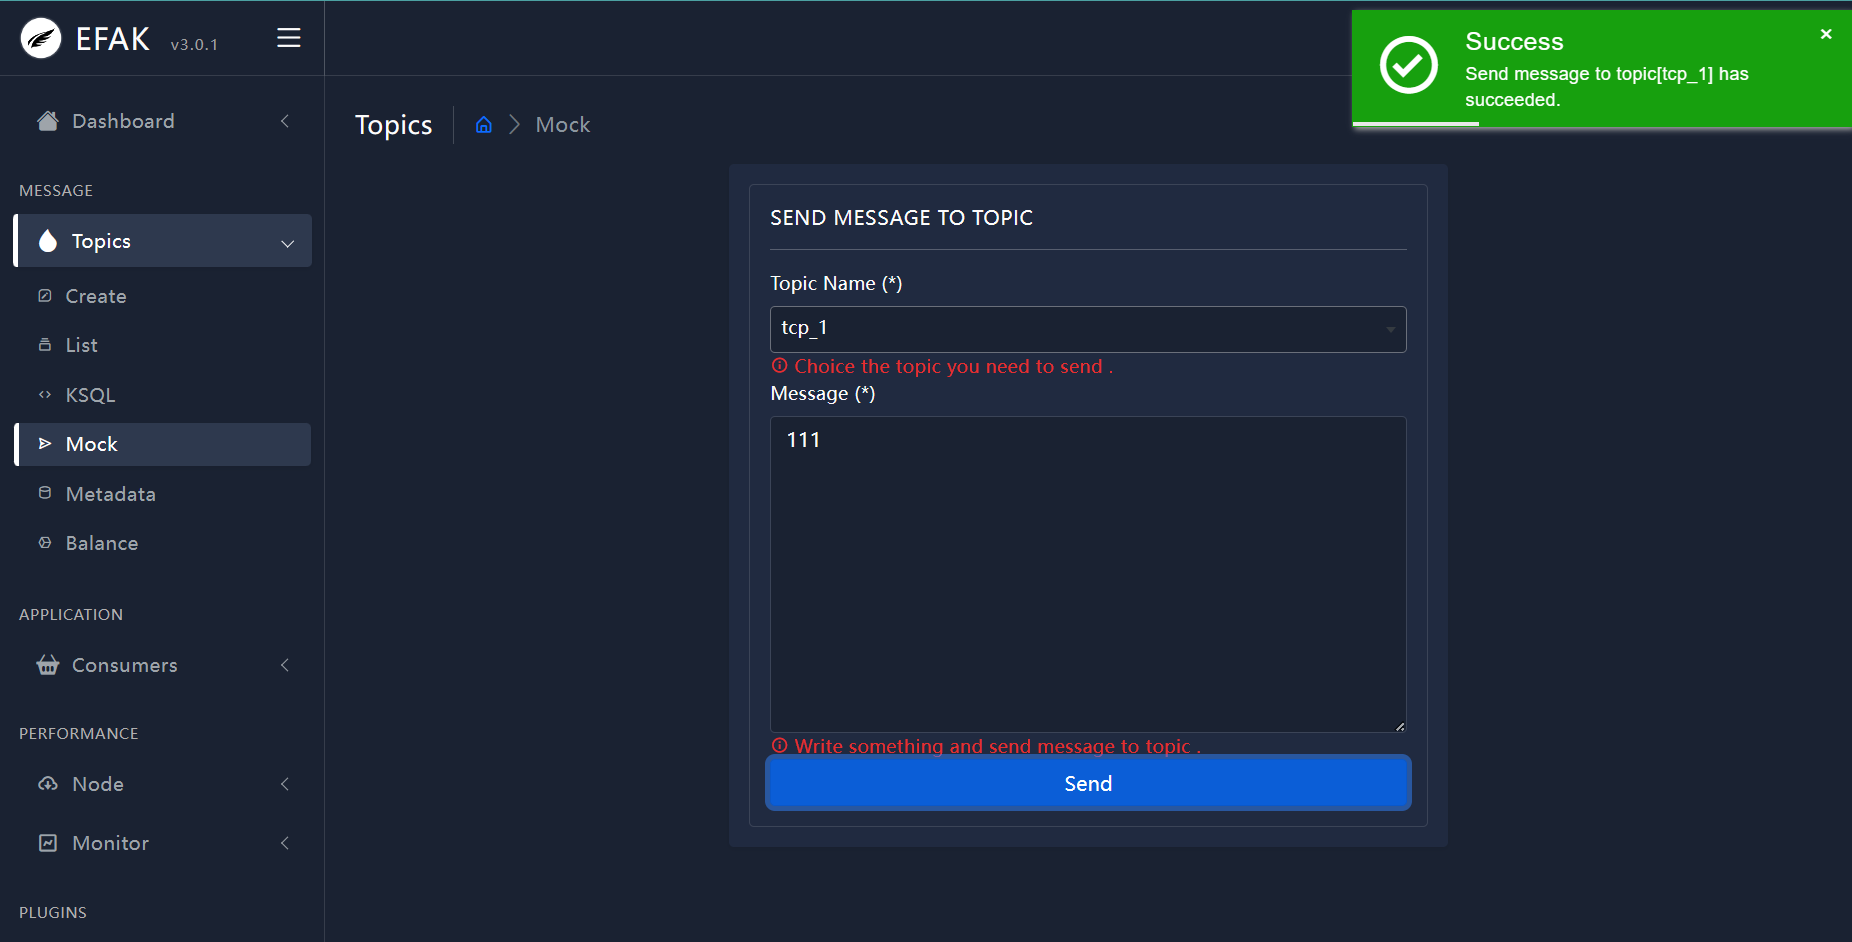 EFAK v3.0.1
Dashboard
MESSAGE
Topics
Create
List
KSQL
Mock
Metadata
Balance
APPLICATION
Consumers
PERFORMANCE
Node
Monitor
PLUGINS
Topics
Mock
SEND MESSAGE TO TOPIC
Topic Name (*)
tcp_1
Choice the topic you need to send .
Message (*)
111
Write something and send message to topic .
Send
Success
×
Send message to topic[tcp_1] has
succeeded.